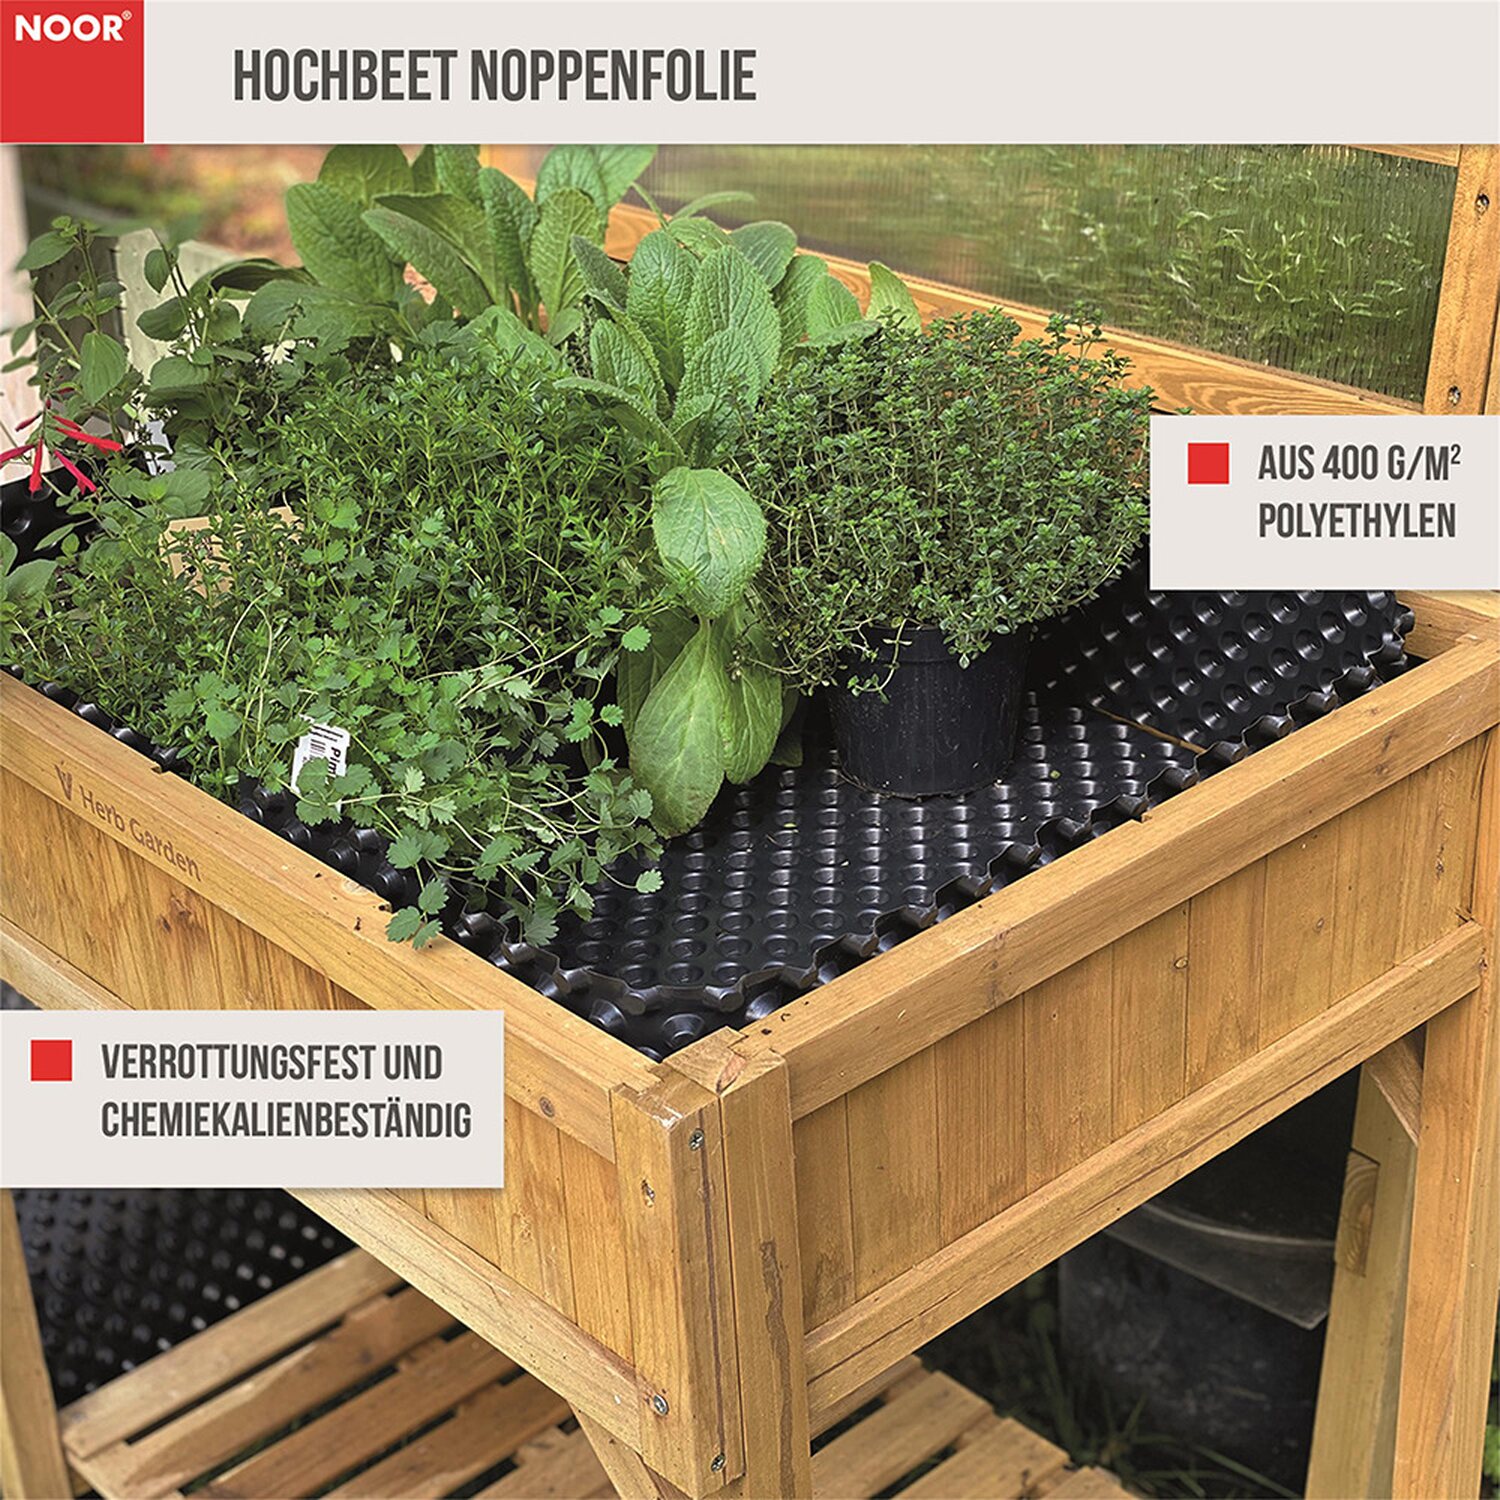 NOOR®
HOCHBEET NOPPENFOLIE
AUS 400 G/M²
POLYETHYLEN
Herb Garden
VERROTTUNGSFEST UND
CHEMIEKALIENBESTÄNDIG